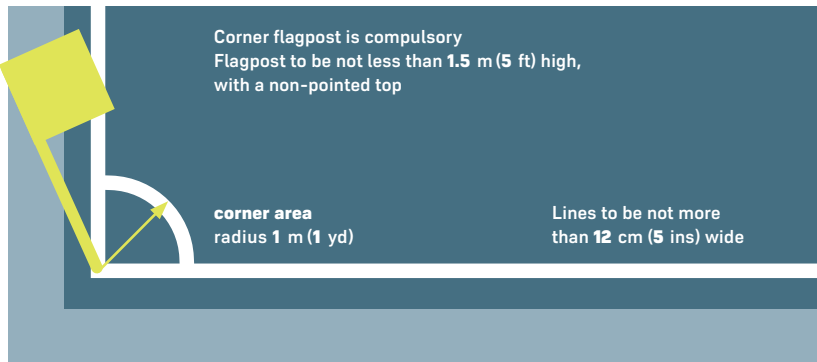 Corner flagpost is compulsory
Flagpost to be not less than 1.5 m (5 ft) high,
with a non-pointed top
corner area
radius 1 m (1 yd)
Lines to be not more
than 12 cm (5 ins) wide